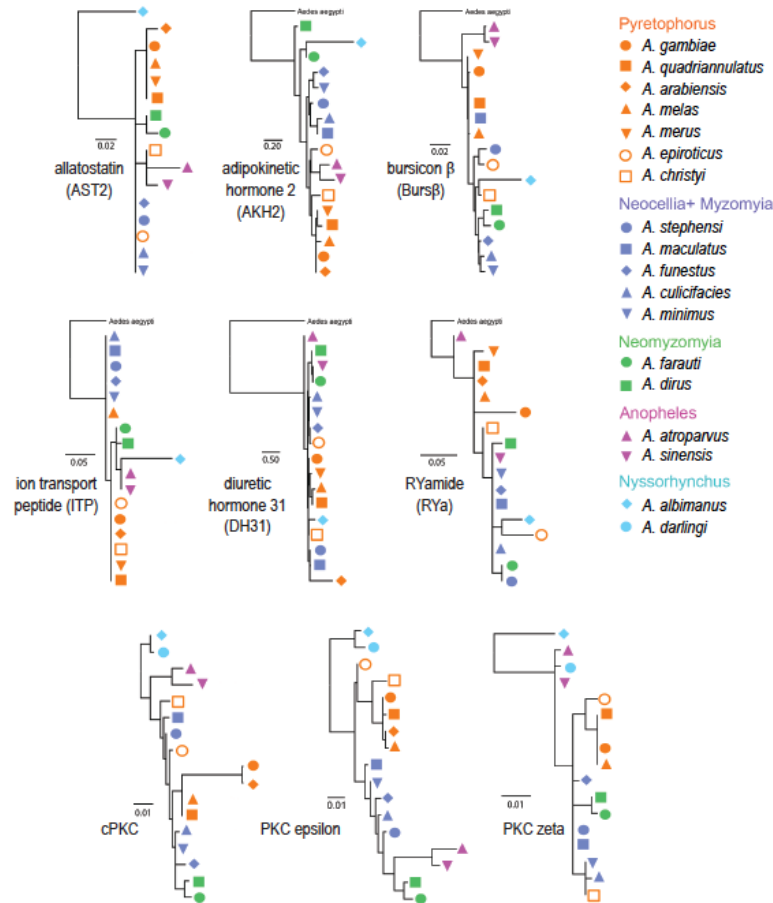 Aedes aegypti
0.02
allatostatin
(AST2)
Aedes aegypti
0.20
adipokinetic
hormone 2
(AKH2)
Aedes aegypti
0.02
bursicon β
(Bursβ)
Aedes aegypti
0.05
ion transport
peptide (ITP)
Aedes aegypti
0.50
diuretic
hormone 31
(DH31)
Aedes aegypti
0.05
RYamide
(RYa)
0.01
cPKC
0.01
PKC epsilon
0.01
PKC zeta
Pyretophorus
A. gambiae
A. quadriannulatus
A. arabiensis
A. melas
A. merus
A. epiroticus
A. christyi
Neocellia+ Myzomyia
A. stephensi
A. maculatus
A. funestus
A. culicifacies
A. minimus
Neomyzomyia
A. farauti
A. dirus
Anopheles
A. atroparvus
A. sinensis
Nyssorhynchus
A. albimanus
A. darlingi